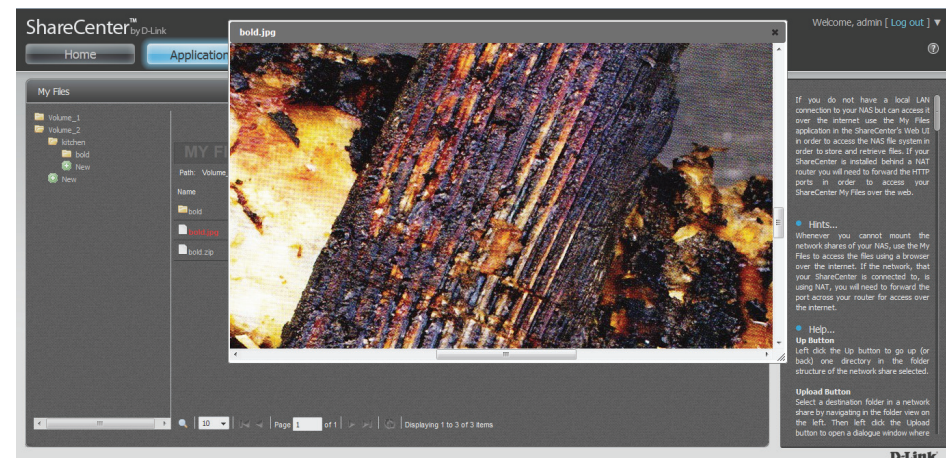 ShareCenter™ by D-Link
Welcome, admin [ Log out ] ▼
Home
Application
bold.jpg
My Files
Volume_1
Volume_2
kitchen
bold
New
New
MY FI
Path: Volume_
Name
bold
bold.jpg
bold.zip
10
Page 1 of 1
Displaying 1 to 3 of 3 items
If you do not have a local LAN
connection to your NAS but can access it
over the internet use the My Files
application in the ShareCenter's Web UI
in order to access the NAS file system in
order to store and retrieve files. If your
ShareCenter is installed behind a NAT
router you will need to forward the HTTP
ports in order to access your
ShareCenter My Files over the web.
Hints...
Whenever you cannot mount the
network shares of your NAS, use the My
Files to access the files using a browser
over the internet. If the network, that
your ShareCenter is connected to, is
using NAT, you will need to forward the
port across your router for access over
the internet.
Help...
Up Button
Left click the Up button to go up (or
back) one directory in the folder
structure of the network share selected.
Upload Button
Select a destination folder in a network
share by navigating in the folder view on
the left. Then left click the Upload
button to open a dialogue window where
D-Link